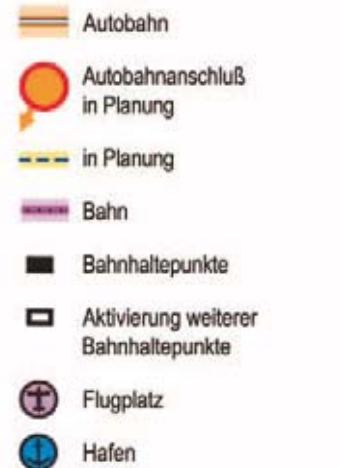 Autobahn
Autobahnanschluß
in Planung
in Planung
Bahn
Bahnhaltepunkte
Aktivierung weiterer
Bahnhaltepunkte
Flugplatz
Hafen